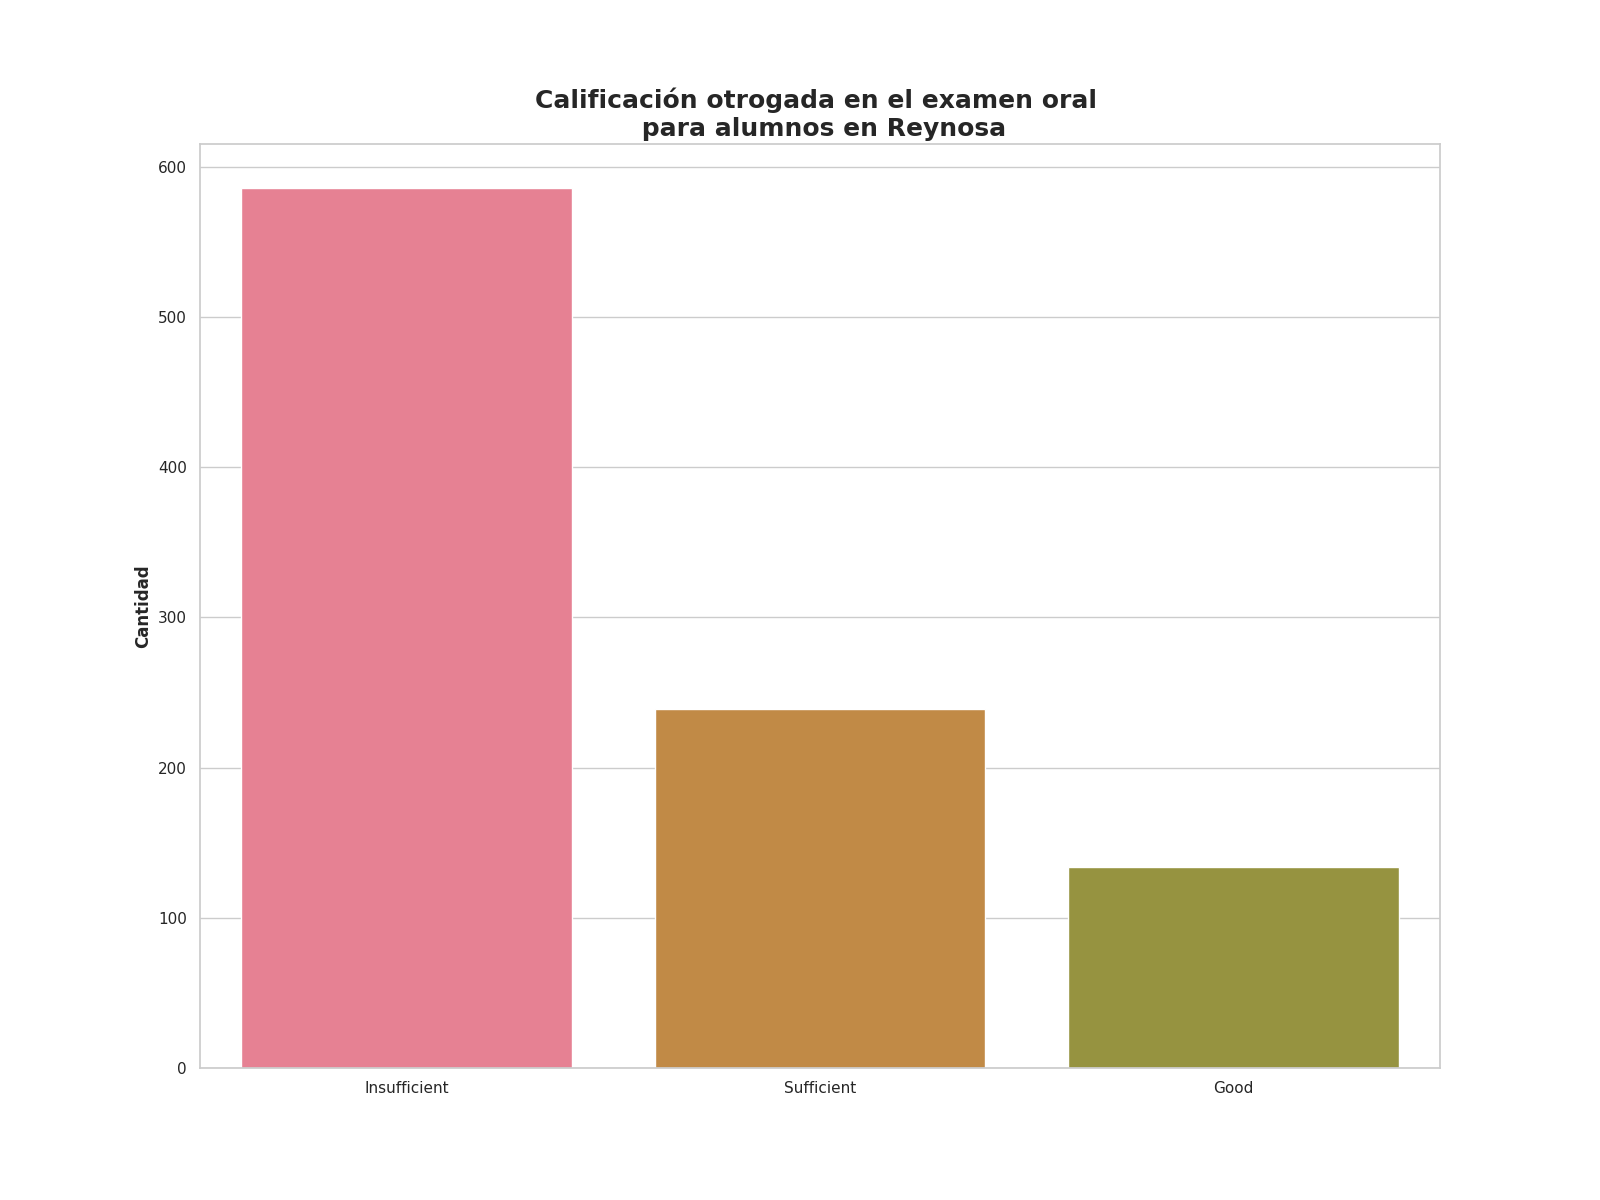 Calificación otrogada en el examen oral
para alumnos en Reynosa
600
500
400
300
200
100
0
Cantidad
Insufficient
Sufficient
Good